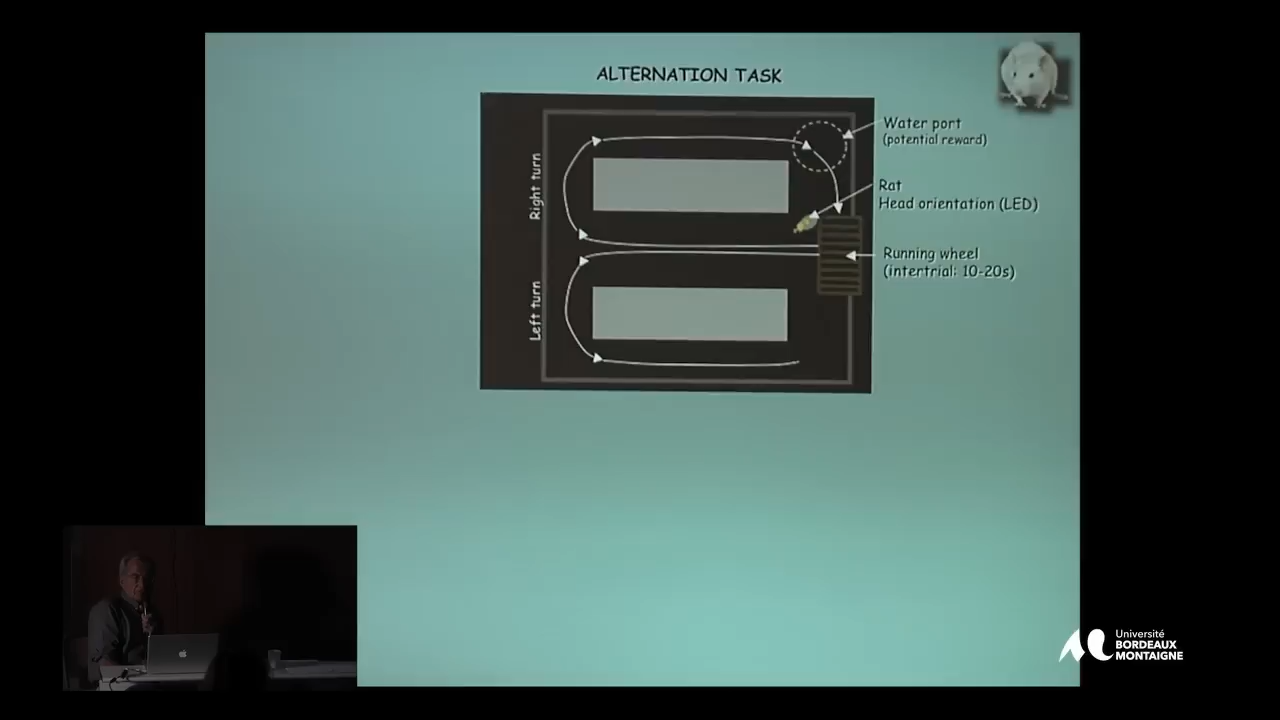 ALTERNATION TASK
Water port
(potential reward)
Right turn
Rat
Head orientation (LED)
Running wheel
(intertrial: 10-20s)
Left turn
Université
BORDEAUX
MONTAIGNE